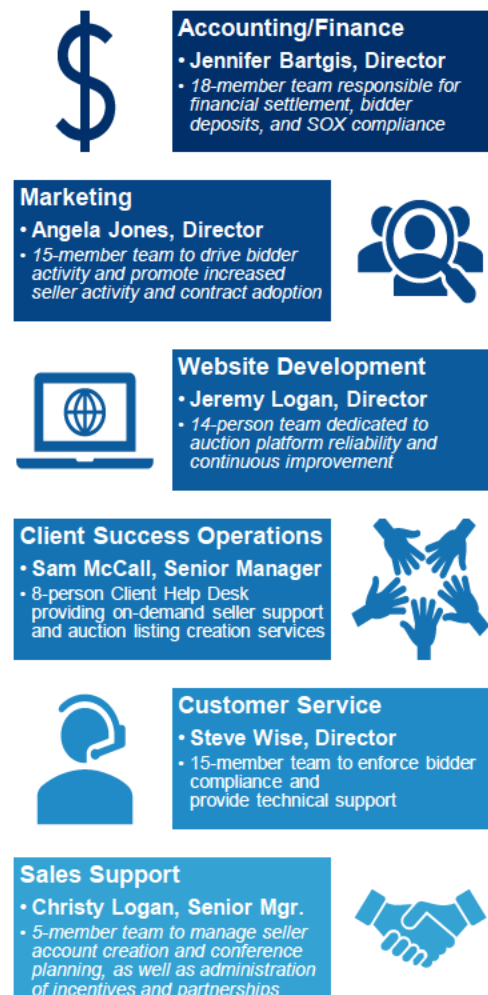 Accounting/Finance
• Jennifer Bartgis, Director
• 18-member team responsible for
financial settlement, bidder
deposits, and SOX compliance
Marketing
• Angela Jones, Director
• 15-member team to drive bidder
activity and promote increased
seller activity and contract adoption
Website Development
• Jeremy Logan, Director
• 14-person team dedicated to
auction platform reliability and
continuous improvement
Client Success Operations
• Sam McCall, Senior Manager
• 8-person Client Help Desk
providing on-demand seller support
and auction listing creation services
Customer Service
• Steve Wise, Director
• 15-member team to enforce bidder
compliance and
provide technical support
Sales Support
• Christy Logan, Senior Mgr.
• 5-member team to manage seller
account creation and conference
planning, as well as administration
of incentives and partnerships